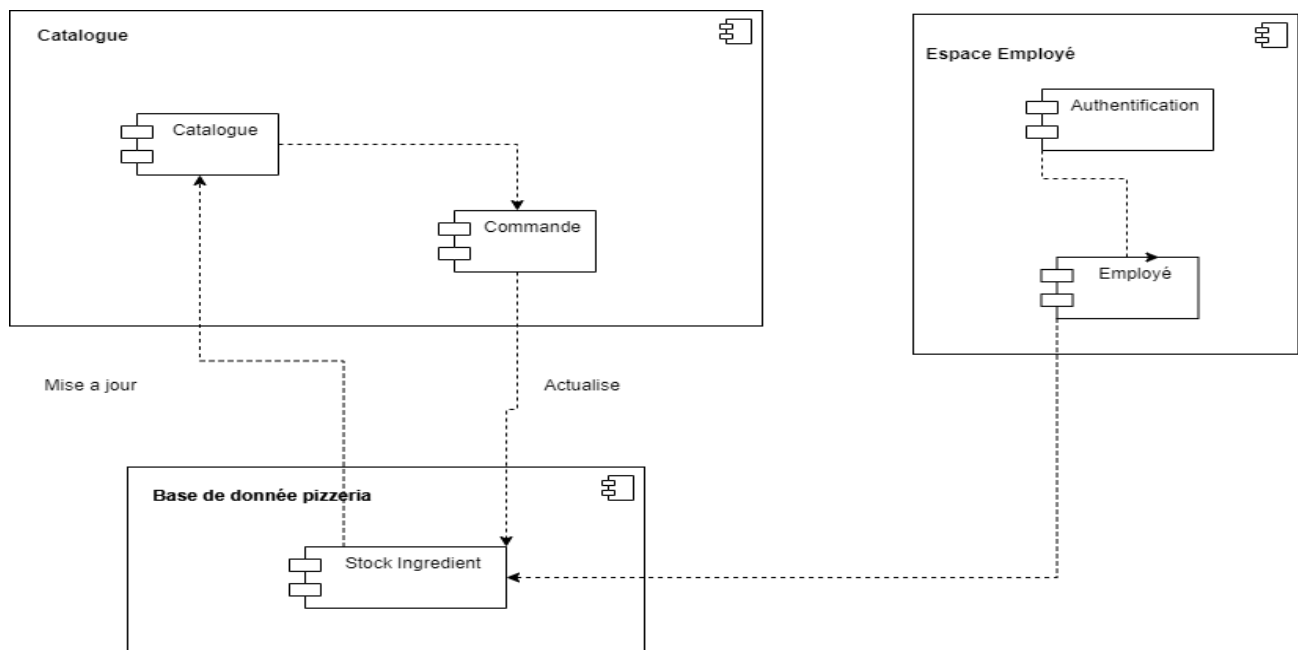 Catalogue
Espace Employé
Catalogue
Authentification
Commande
Employé
Mise a jour
Actualise
Base de donnée pizzeria
Stock Ingredient